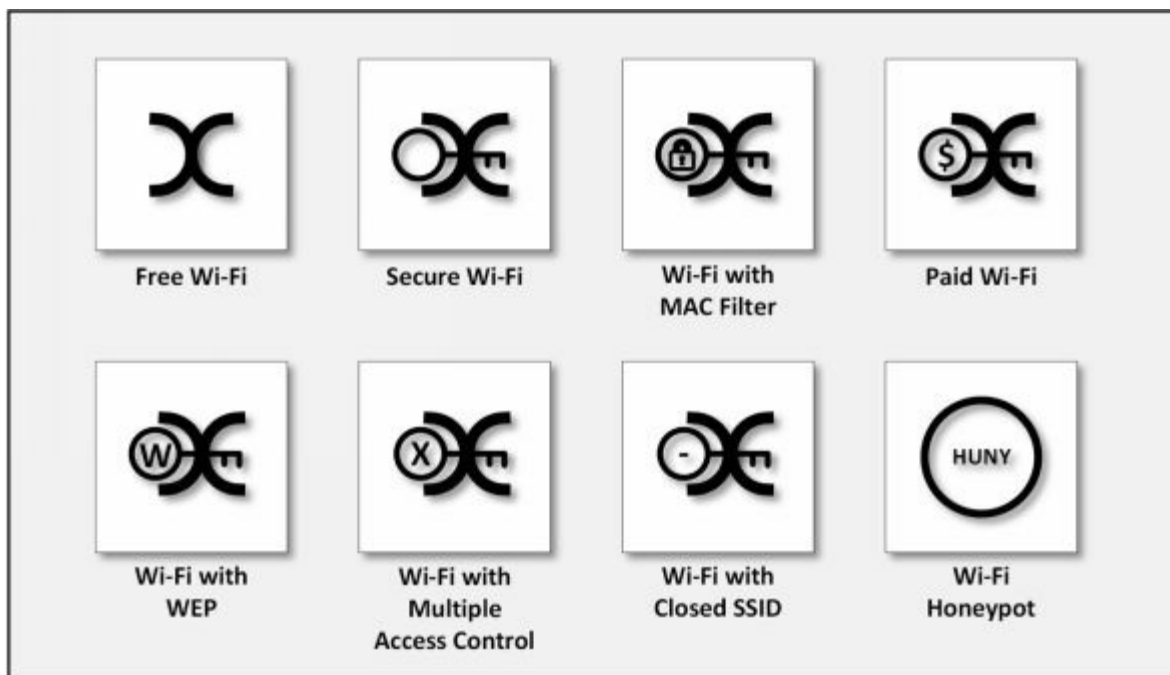 $
Free Wi-Fi
Secure Wi-Fi
Wi-Fi with
MAC Filter
Paid Wi-Fi
W
X
-
HUNY
Wi-Fi with
WEP
Wi-Fi with
Multiple
Access Control
Wi-Fi with
Closed SSID
Wi-Fi
Honeypot